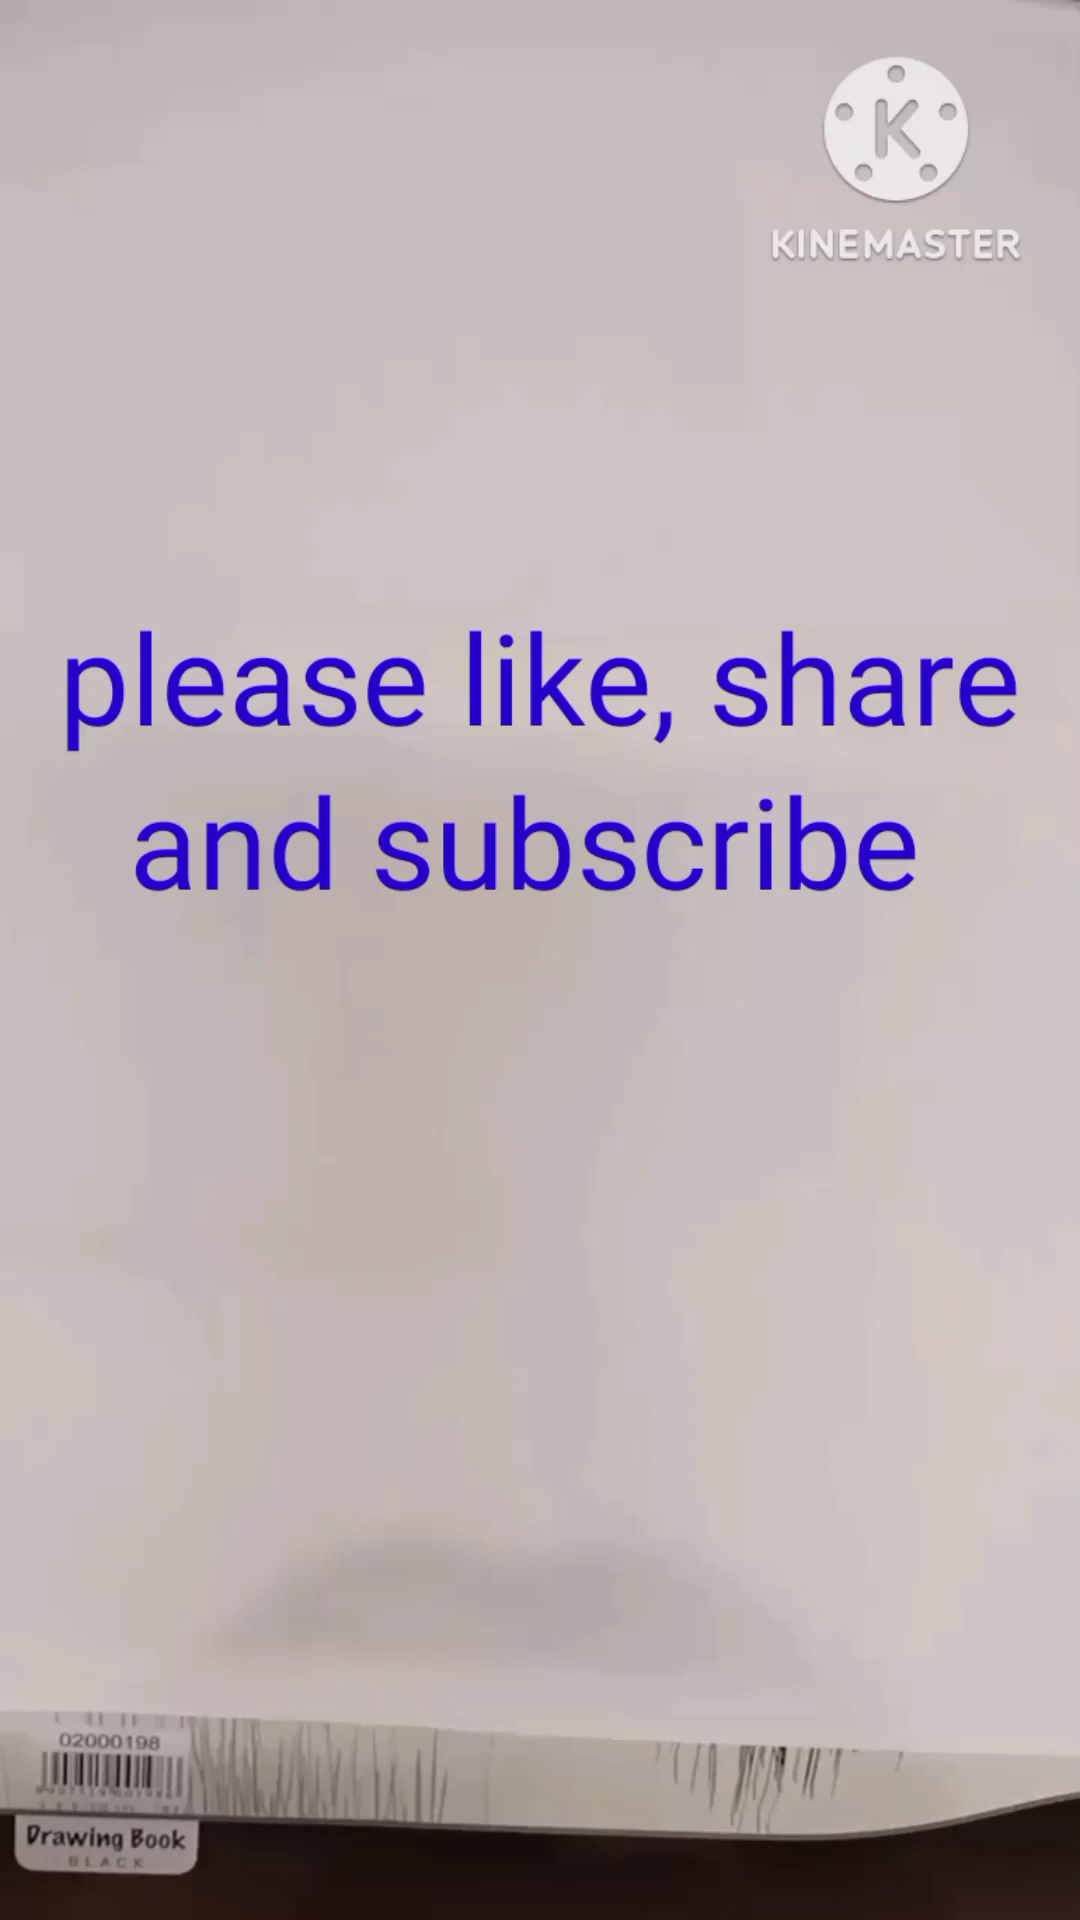 K
KINEMASTER
please like, share
and subscribe
02000198
Drawing Book
BLACK